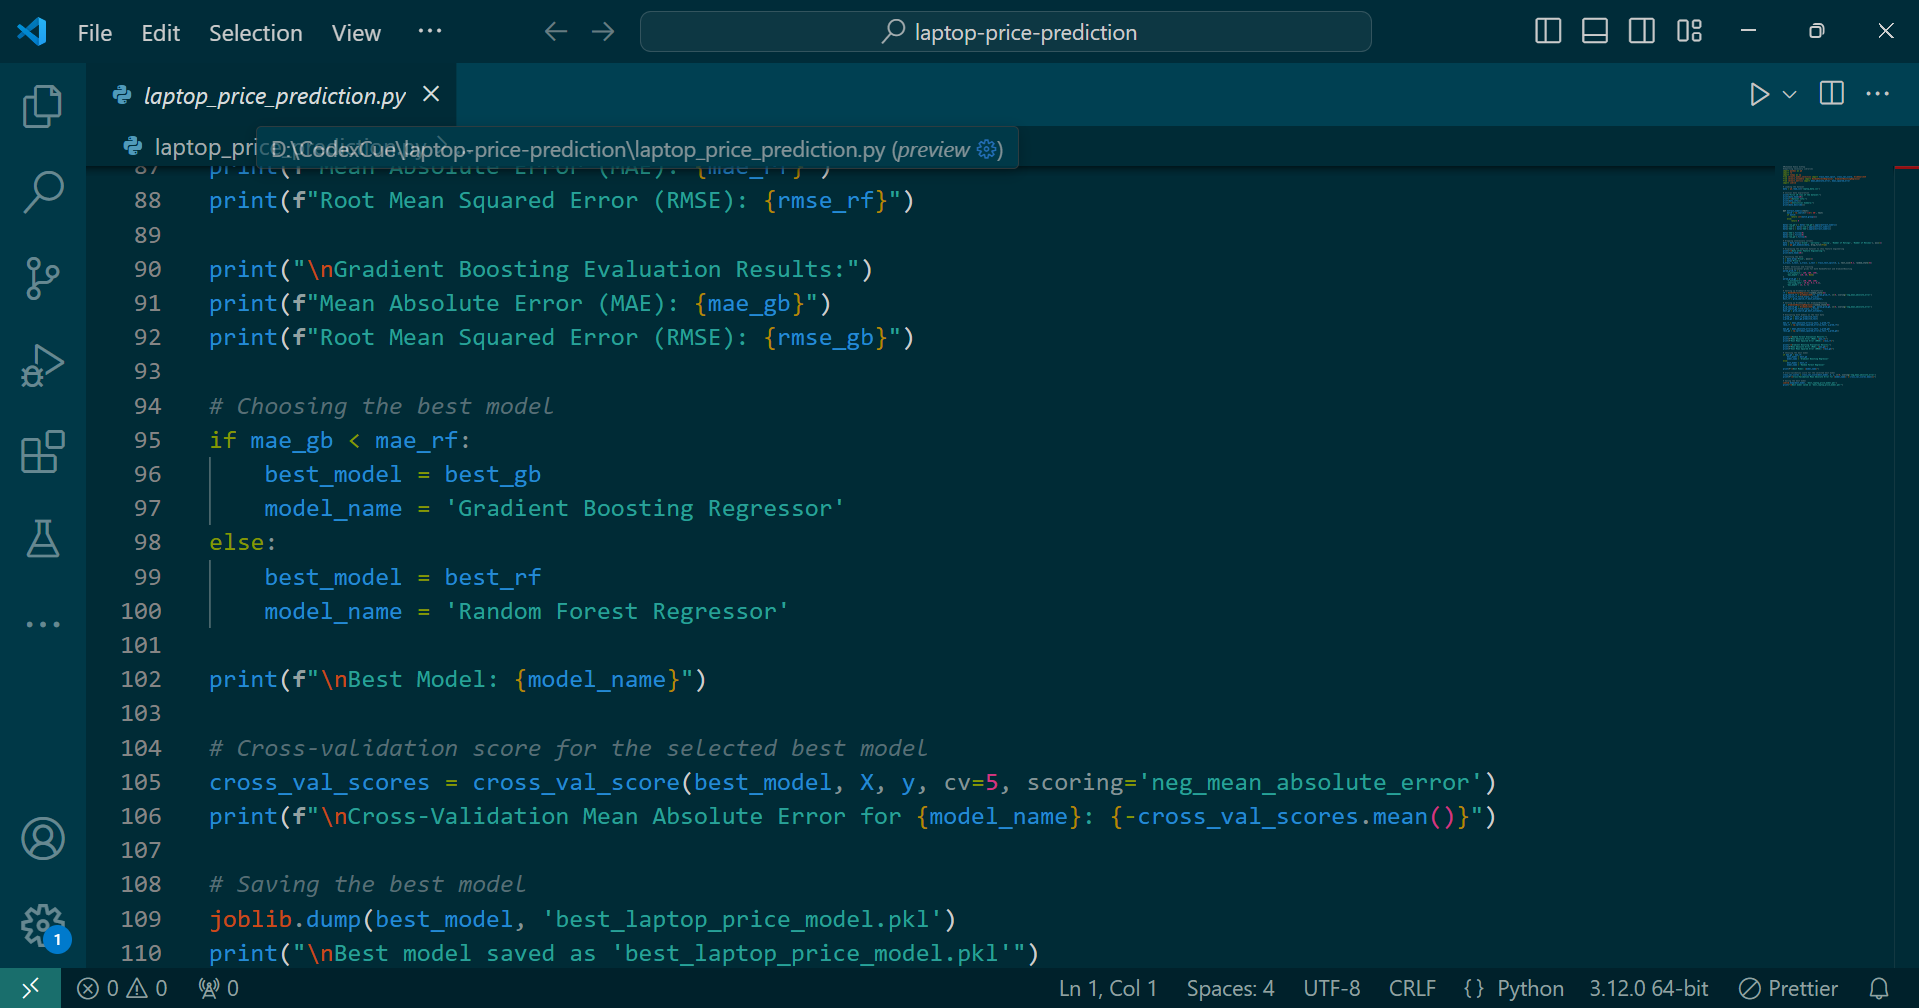 File Edit Selection View ··· laptop-price-prediction
laptop_price_prediction.py
D:\CodexCue\laptop-price-prediction\laptop_price_prediction.py (preview)
87 print(f"Mean Absolute Error (MAE): {mae_rf}")
88 print(f"Root Mean Squared Error (RMSE): {rmse_rf}")
89
90 print("\nGradient Boosting Evaluation Results:")
91 print(f"Mean Absolute Error (MAE): {mae_gb}")
92 print(f"Root Mean Squared Error (RMSE): {rmse_gb}")
93
94 # Choosing the best model
95 if mae_gb < mae_rf:
96     best_model = best_gb
97     model_name = 'Gradient Boosting Regressor'
98 else:
99     best_model = best_rf
100     model_name = 'Random Forest Regressor'
101
102 print(f"\nBest Model: {model_name}")
103
104 # Cross-validation score for the selected best model
105 cross_val_scores = cross_val_score(best_model, X, y, cv=5, scoring='neg_mean_absolute_error')
106 print(f"\nCross-Validation Mean Absolute Error for {model_name}: {-cross_val_scores.mean()}")
107
108 # Saving the best model
109 joblib.dump(best_model, 'best_laptop_price_model.pkl')
110 print("\nBest model saved as 'best_laptop_price_model.pkl'")
1
0 0 0 Ln 1, Col 1 Spaces: 4 UTF-8 CRLF {} Python 3.12.0 64-bit Prettier